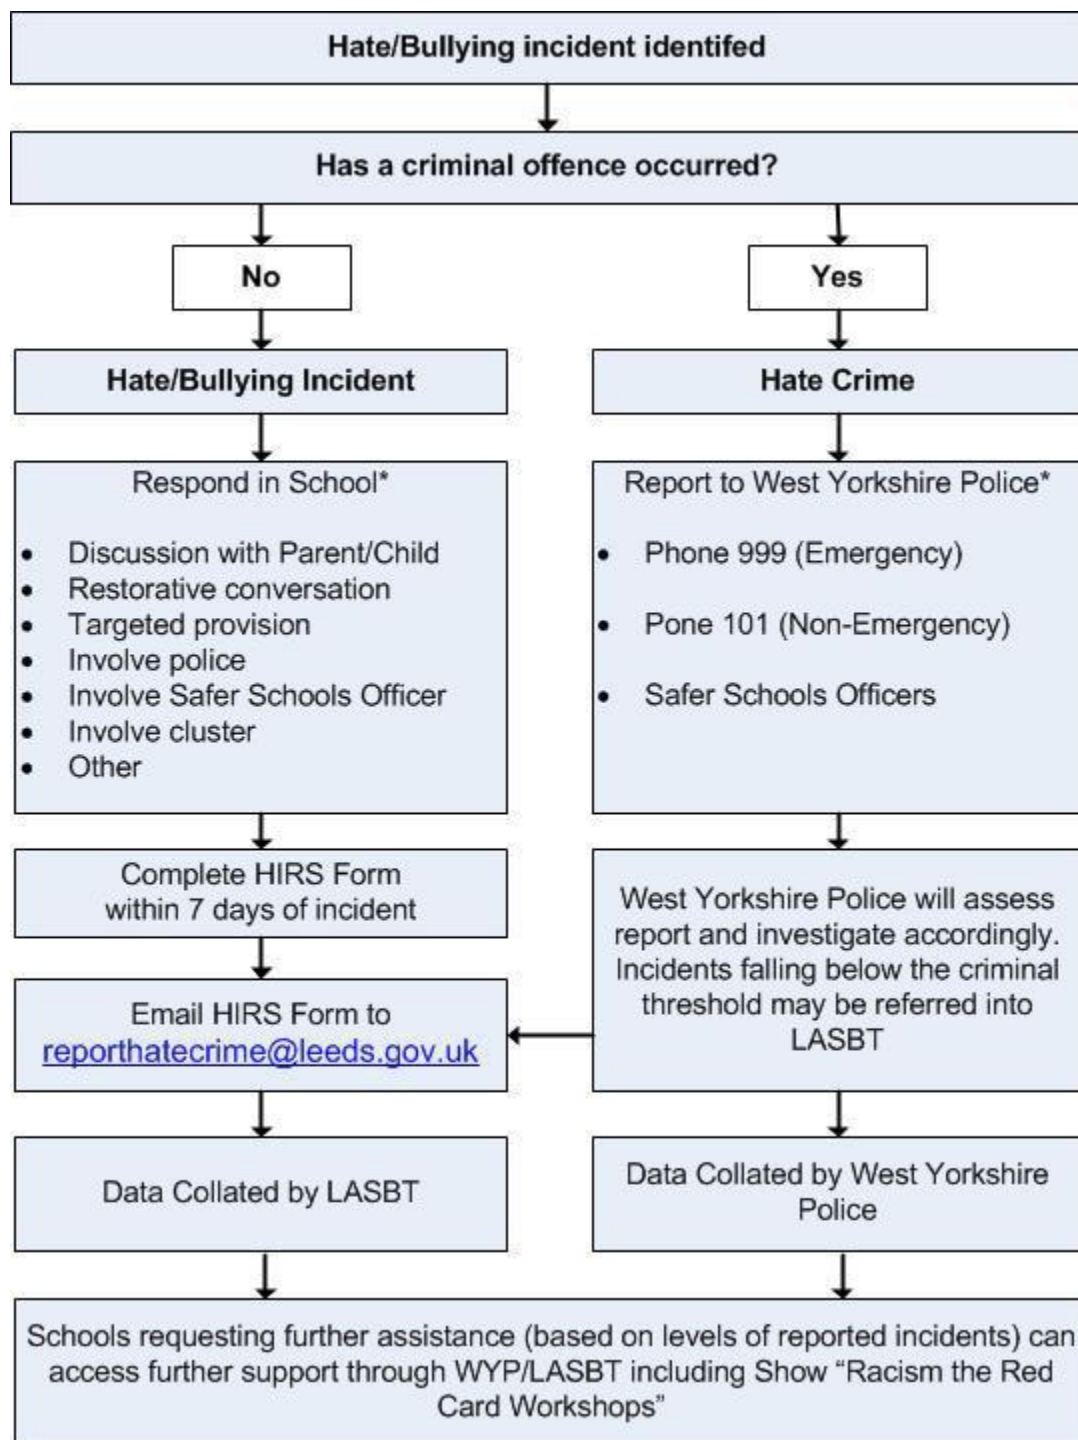 Hate/Bullying incident identifed
Has a criminal offence occurred?
No
Yes
Hate/Bullying Incident
Hate Crime
Respond in School*
• Discussion with Parent/Child
• Restorative conversation
• Targeted provision
• Involve police
• Involve Safer Schools Officer
• Involve cluster
• Other
Report to West Yorkshire Police*
• Phone 999 (Emergency)
• Pone 101 (Non-Emergency)
• Safer Schools Officers
Complete HIRS Form
within 7 days of incident
West Yorkshire Police will assess
report and investigate accordingly.
Incidents falling below the criminal
threshold may be referred into
LASBT
Email HIRS Form to
reporthatecrime@leeds.gov.uk
Data Collated by LASBT
Data Collated by West Yorkshire
Police
Schools requesting further assistance (based on levels of reported incidents) can
access further support through WYP/LASBT including Show “Racism the Red
Card Workshops”